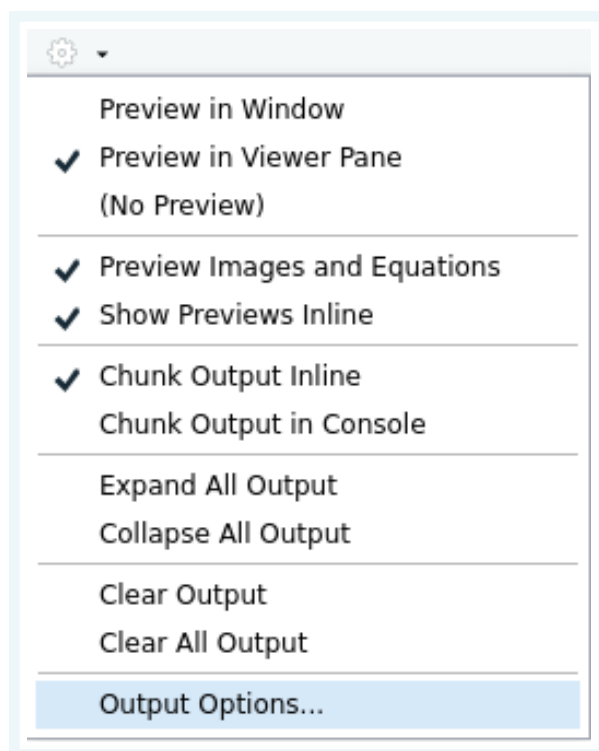 Preview in Window
Preview in Viewer Pane
(No Preview)
Preview Images and Equations
Show Previews Inline
Chunk Output Inline
Chunk Output in Console
Expand All Output
Collapse All Output
Clear Output
Clear All Output
Output Options...